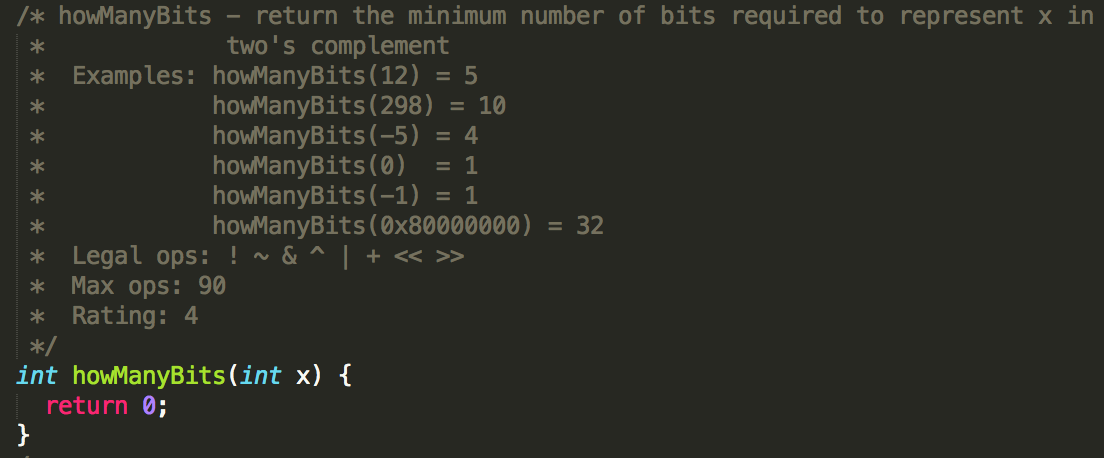 /* howManyBits – return the minimum number of bits required to represent x in
 *             two's complement
 *  Examples: howManyBits(12) = 5
 *            howManyBits(298) = 10
 *            howManyBits(–5) = 4
 *            howManyBits(0)  = 1
 *            howManyBits(–1) = 1
 *            howManyBits(0x80000000) = 32
 *  Legal ops: ! ~ & ^ | + << >>
 *  Max ops: 90
 *  Rating: 4
 */
int howManyBits(int x) {
  return 0;
}